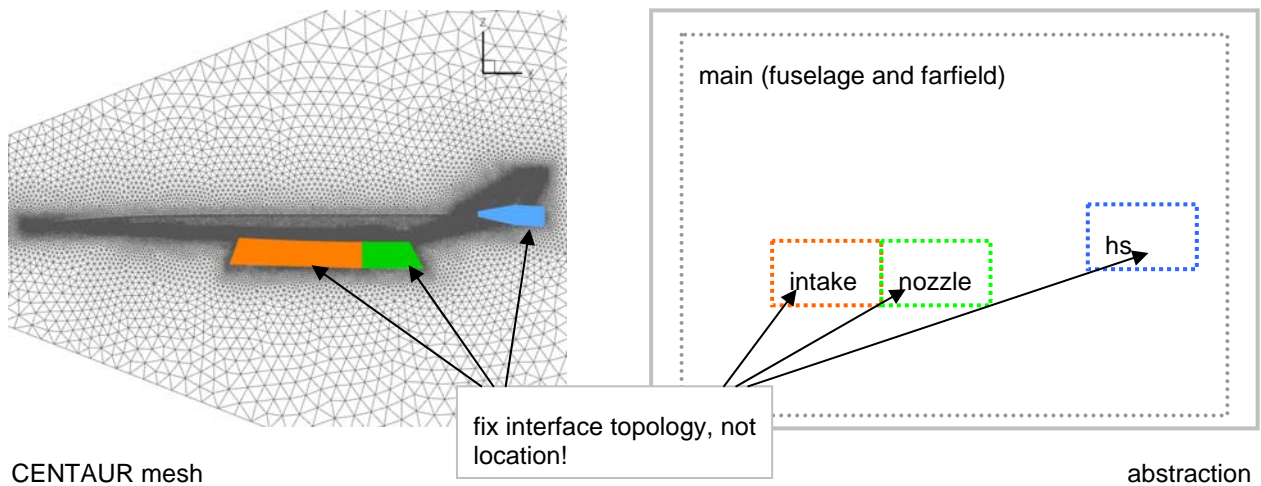 z
main (fuselage and farfield)
hs
intake
nozzle
fix interface topology, not
location!
CENTAUR mesh
abstraction